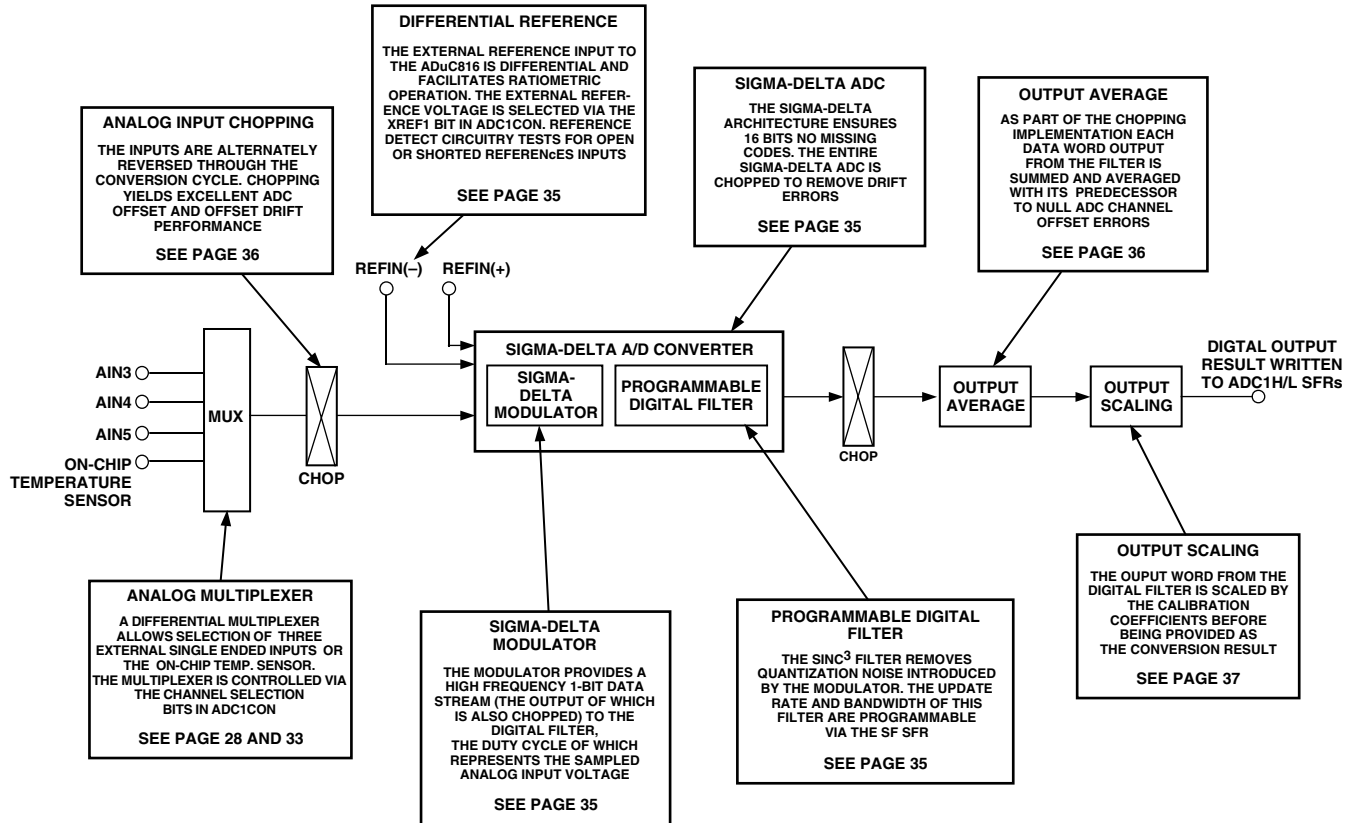 DIFFERENTIAL REFERENCE
THE EXTERNAL REFERENCE INPUT TO
THE ADuC816 IS DIFFERENTIAL AND
FACILITATES RATIOMETRIC
OPERATION. THE EXTERNAL REFER-
ENCE VOLTAGE IS SELECTED VIA THE
XREF1 BIT IN ADC1CON. REFERENCE
DETECT CIRCUITRY TESTS FOR OPEN
OR SHORTED REFERENcES INPUTS
SEE PAGE 35
SIGMA-DELTA ADC
THE SIGMA-DELTA
ARCHITECTURE ENSURES
16 BITS NO MISSING
CODES. THE ENTIRE
SIGMA-DELTA ADC IS
CHOPPED TO REMOVE DRIFT
ERRORS
SEE PAGE 35
OUTPUT AVERAGE
AS PART OF THE CHOPPING
IMPLEMENTATION EACH
DATA WORD OUTPUT
FROM THE FILTER IS
SUMMED AND AVERAGED
WITH ITS PREDECESSOR
TO NULL ADC CHANNEL
OFFSET ERRORS
SEE PAGE 36
ANALOG INPUT CHOPPING
THE INPUTS ARE ALTERNATELY
REVERSED THROUGH THE
CONVERSION CYCLE. CHOPPING
YIELDS EXCELLENT ADC
OFFSET AND OFFSET DRIFT
PERFORMANCE
SEE PAGE 36
REFIN(–) REFIN(+)
AIN3
AIN4
AIN5
ON-CHIP
TEMPERATURE
SENSOR
MUX
CHOP
SIGMA-DELTA A/D CONVERTER
SIGMA-
DELTA
MODULATOR
PROGRAMMABLE
DIGITAL FILTER
CHOP
OUTPUT
AVERAGE
OUTPUT
SCALING
DIGTAL OUTPUT
RESULT WRITTEN
TO ADC1H/L SFRs
ANALOG MULTIPLEXER
A DIFFERENTIAL MULTIPLEXER
ALLOWS SELECTION OF THREE
EXTERNAL SINGLE ENDED INPUTS OR
THE ON-CHIP TEMP. SENSOR.
THE MULTIPLEXER IS CONTROLLED VIA
THE CHANNEL SELECTION
BITS IN ADC1CON
SEE PAGE 28 AND 33
SIGMA-DELTA
MODULATOR
THE MODULATOR PROVIDES A
HIGH FREQUENCY 1-BIT DATA
STREAM (THE OUTPUT OF WHICH
IS ALSO CHOPPED) TO THE
DIGITAL FILTER,
THE DUTY CYCLE OF WHICH
REPRESENTS THE SAMPLED
ANALOG INPUT VOLTAGE
SEE PAGE 35
PROGRAMMABLE DIGITAL
FILTER
THE SINC³ FILTER REMOVES
QUANTIZATION NOISE INTRODUCED
BY THE MODULATOR. THE UPDATE
RATE AND BANDWIDTH OF THIS
FILTER ARE PROGRAMMABLE
VIA THE SF SFR
SEE PAGE 35
OUTPUT SCALING
THE OUPUT WORD FROM THE
DIGITAL FILTER IS SCALED BY
THE CALIBRATION
COEFFICIENTS BEFORE
BEING PROVIDED AS
THE CONVERSION RESULT
SEE PAGE 37